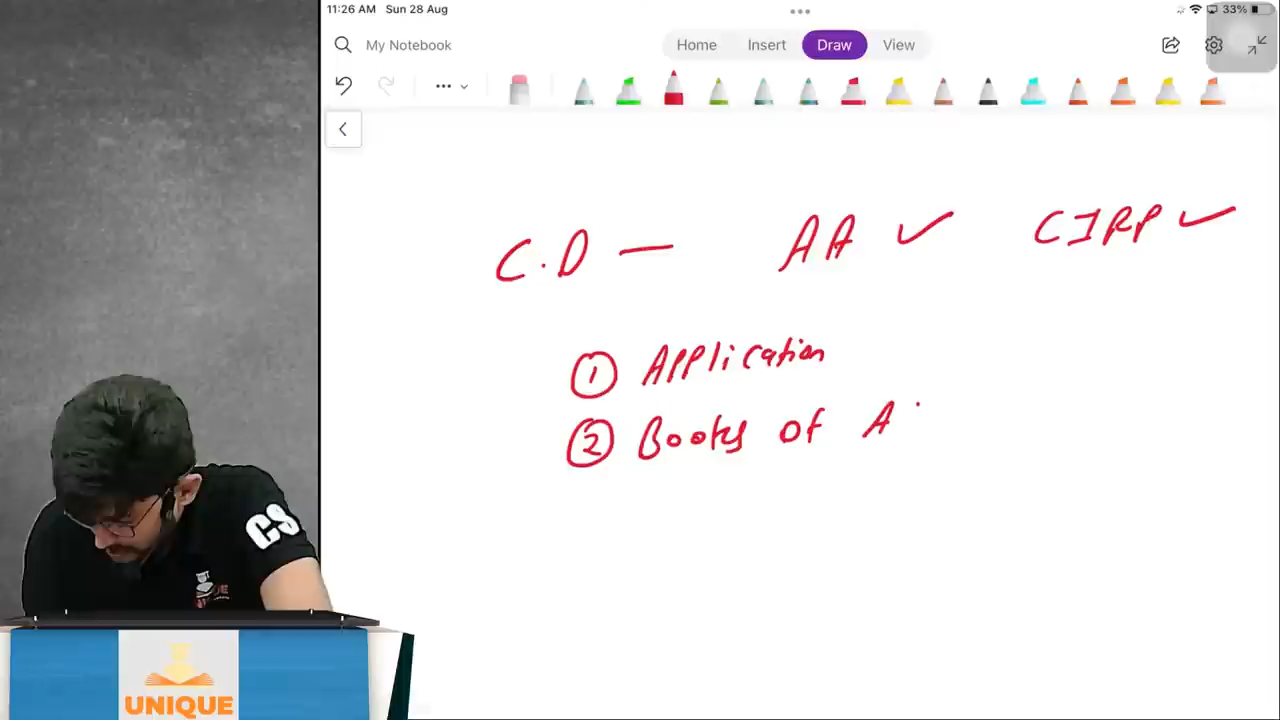 11:26 AM Sun 28 Aug
33%
My Notebook
Home Insert Draw View
C.D — AA ✓ CIRP ✓
① Application
② Books of A
CS
UNIQUE